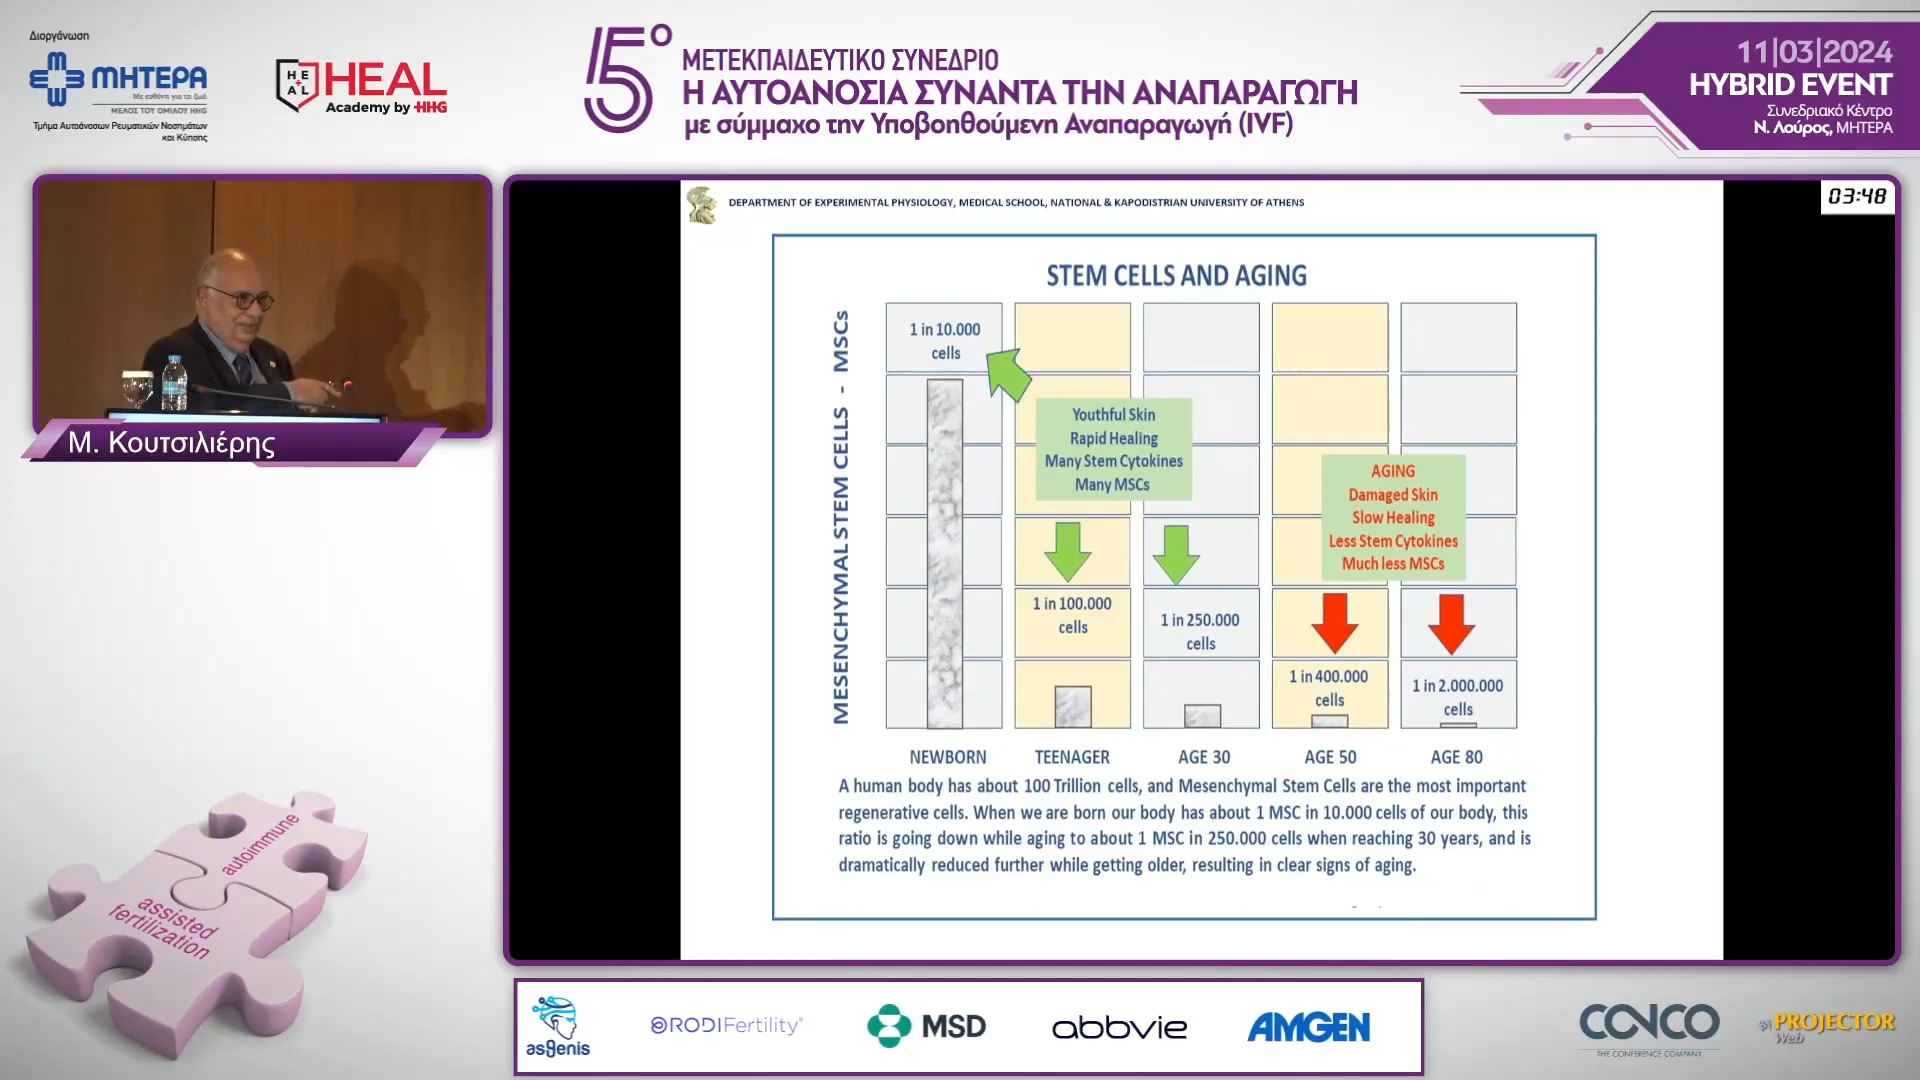 Διοργάνωση
ΜΗΤΕΡΑ
Με ευθύνη για τη ζωή
ΜΕΛΟΣ ΤΟΥ ΟΜΙΛΟΥ HHG
Τμήμα Αυτοάνοσων Ρευματικών Νοσημάτων
και Κύησης
HE
AL
HEAL
Academy by HHG
5ο
ΜΕΤΕΚΠΑΙΔΕΥΤΙΚΟ ΣΥΝΕΔΡΙΟ
Η ΑΥΤΟΑΝΟΣΙΑ ΣΥΝΑΝΤΑ ΤΗΝ ΑΝΑΠΑΡΑΓΩΓΗ
με σύμμαχο την Υποβοηθούμενη Αναπαραγωγή (IVF)
11|03|2024
HYBRID EVENT
Συνεδριακό Κέντρο
Ν. Λούρος, ΜΗΤΕΡΑ
Μ. Κουτσιλιέρης
03:48
DEPARTMENT OF EXPERIMENTAL PHYSIOLOGY, MEDICAL SCHOOL, NATIONAL & KAPODISTRIAN UNIVERSITY OF ATHENS
STEM CELLS AND AGING
MESENCHYMAL STEM CELLS - MSCs
1 in 10.000
cells
Youthful Skin
Rapid Healing
Many Stem Cytokines
Many MSCs
AGING
Damaged Skin
Slow Healing
Less Stem Cytokines
Much less MSCs
1 in 100.000
cells
1 in 250.000
cells
1 in 400.000
cells
1 in 2.000.000
cells
NEWBORN
TEENAGER
AGE 30
AGE 50
AGE 80
A human body has about 100 Trillion cells, and Mesenchymal Stem Cells are the most important
regenerative cells. When we are born our body has about 1 MSC in 10.000 cells of our body, this
ratio is going down while aging to about 1 MSC in 250.000 cells when reaching 30 years, and is
dramatically reduced further while getting older, resulting in clear signs of aging.
autoimmune
assisted
fertilization
asgenis
RODIFertility
MSD
abbvie
AMGEN
CONCO
THE CONFERENCE COMPANY
PROJECTOR
Web